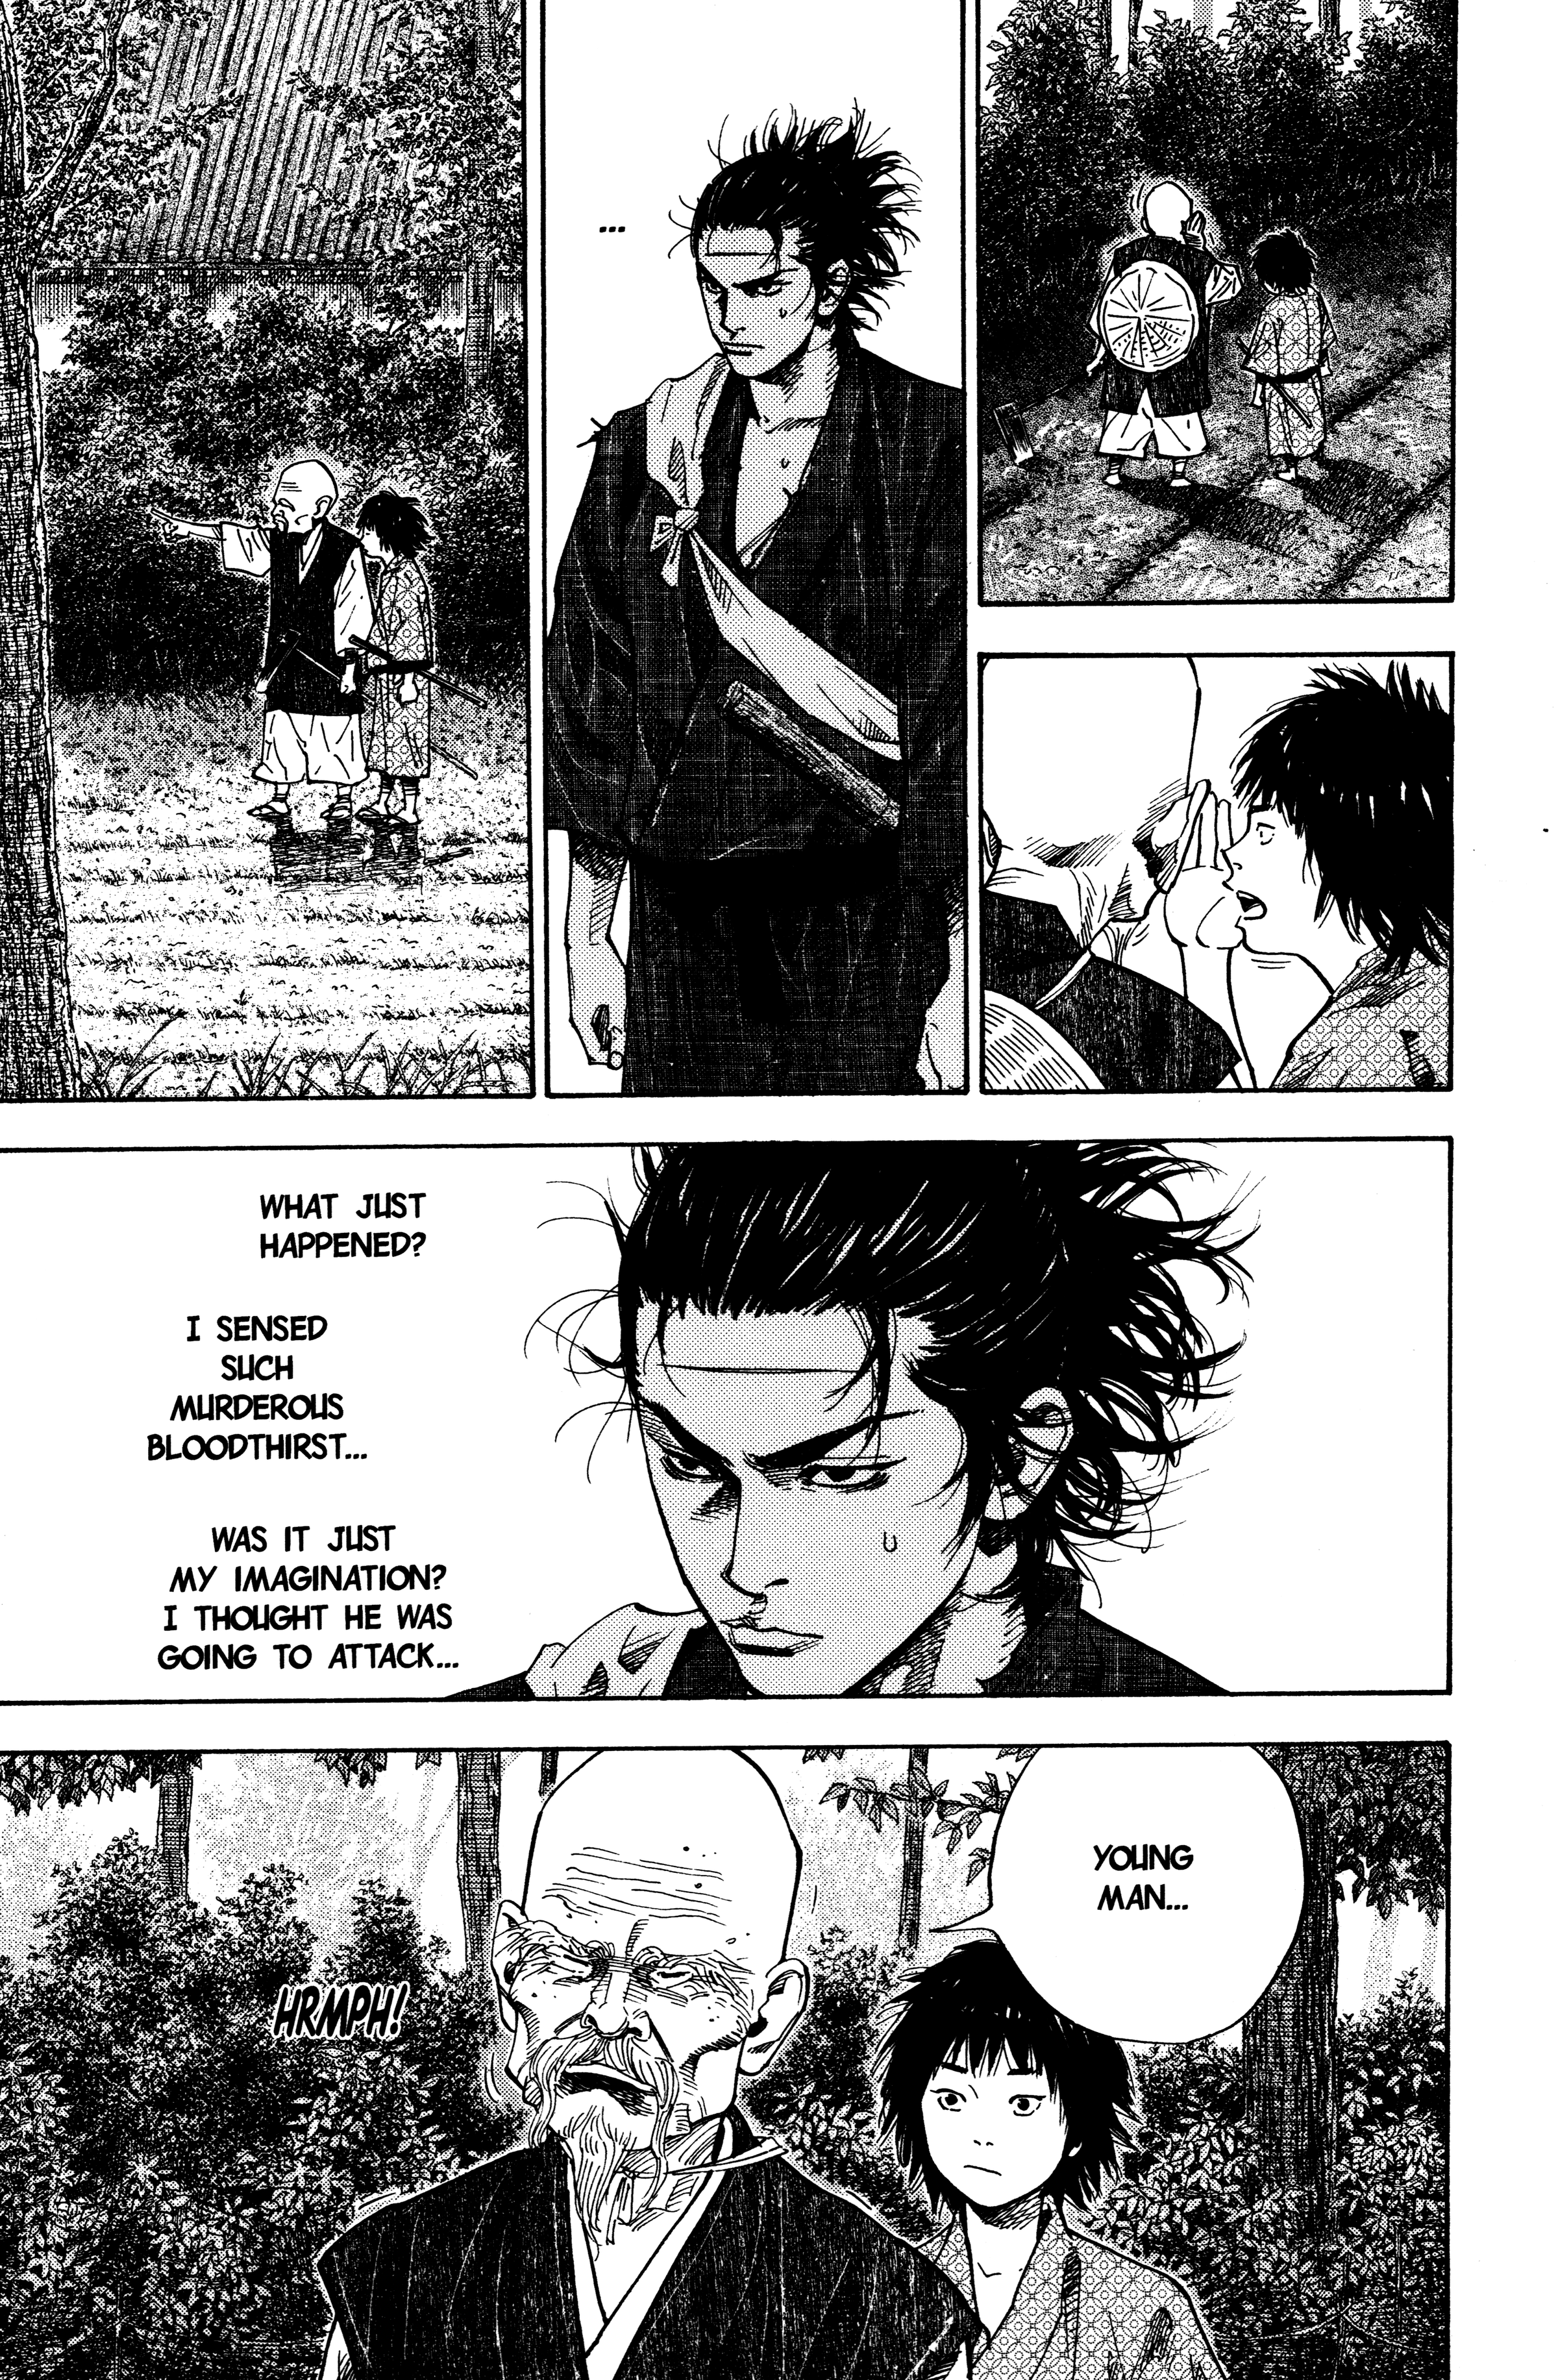 ...
WHAT JUST
HAPPENED?
I SENSED
SUCH
MURDEROUS
BLOODTHIRST...
WAS IT JUST
MY IMAGINATION?
I THOUGHT HE WAS
GOING TO ATTACK...
YOUNG
MAN...
HRMPH!